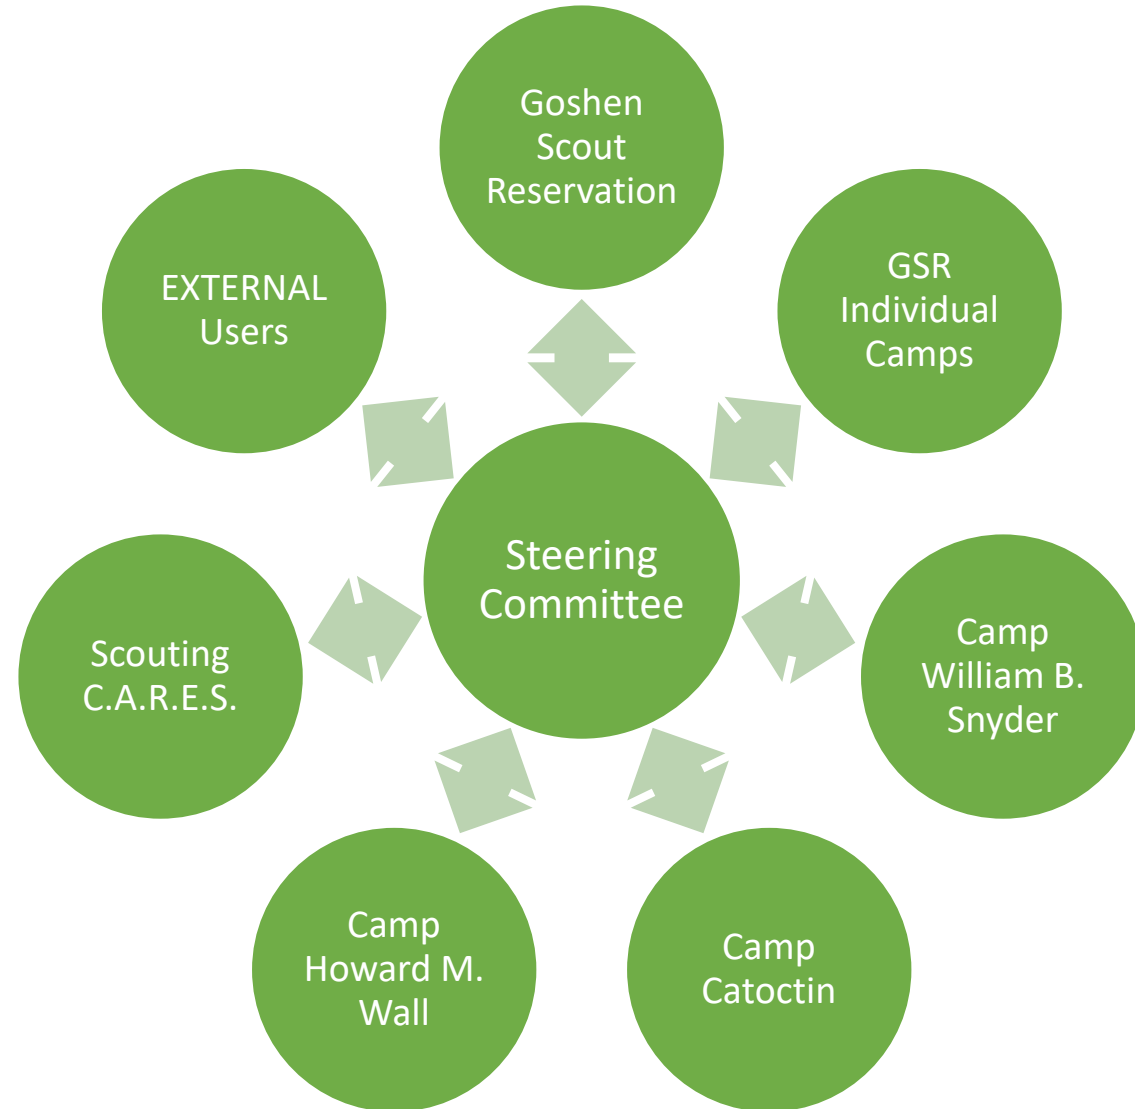 Goshen
Scout
Reservation
GSR
Individual
Camps
Camp
William B.
Snyder
Camp
Catoctin
Camp
Howard M.
Wall
Scouting
C.A.R.E.S.
EXTERNAL
Users
Steering
Committee